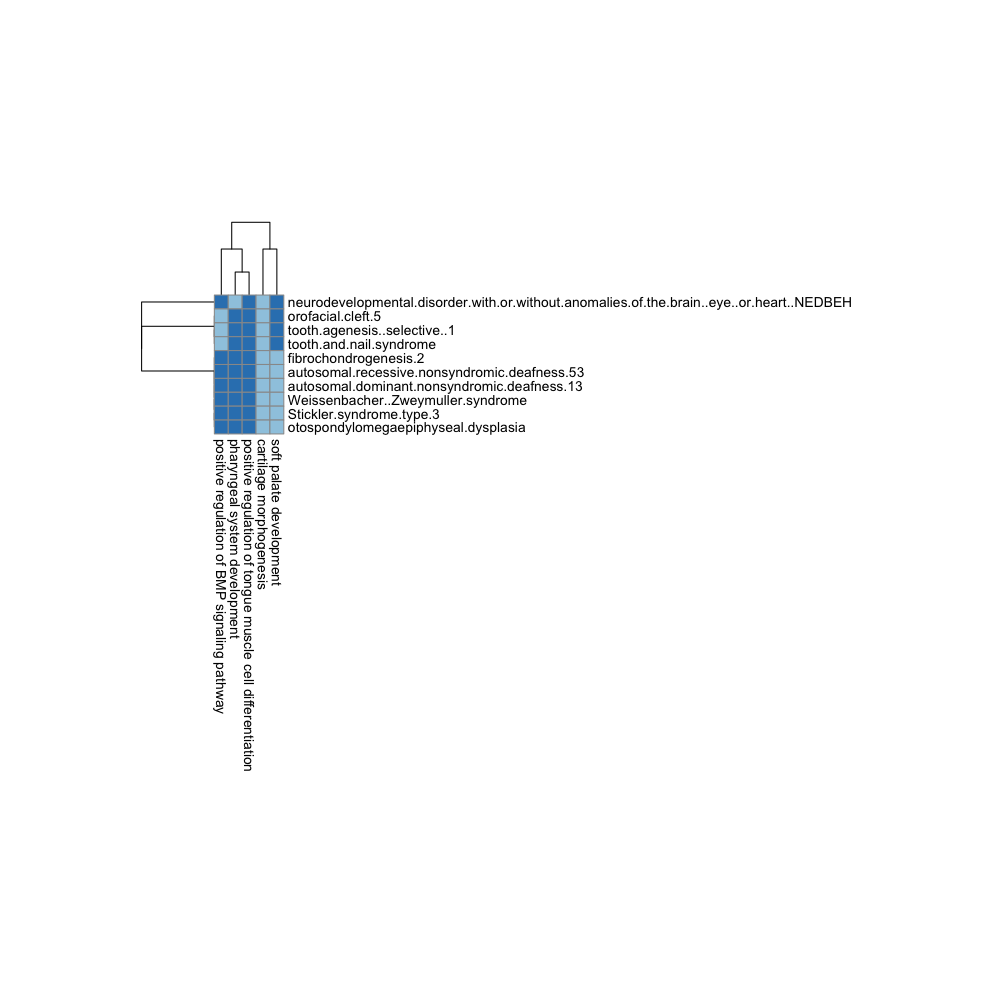 neurodevelopmental.disorder.with.or.without.anomalies.of.the.brain..eye..or.heart..NEDBEH
orofacial.cleft.5
tooth.agenesis..selective..1
tooth.and.nail.syndrome
fibrochondrogenesis.2
autosomal.recessive.nonsyndromic.deafness.53
autosomal.dominant.nonsyndromic.deafness.13
Weissenbacher..Zweymuller.syndrome
Stickler.syndrome.type.3
otospondylomegaepiphyseal.dysplasia
positive regulation of BMP signaling pathway
pharyngeal system development
positive regulation of tongue muscle cell differentiation
cartilage morphogenesis
soft palate development